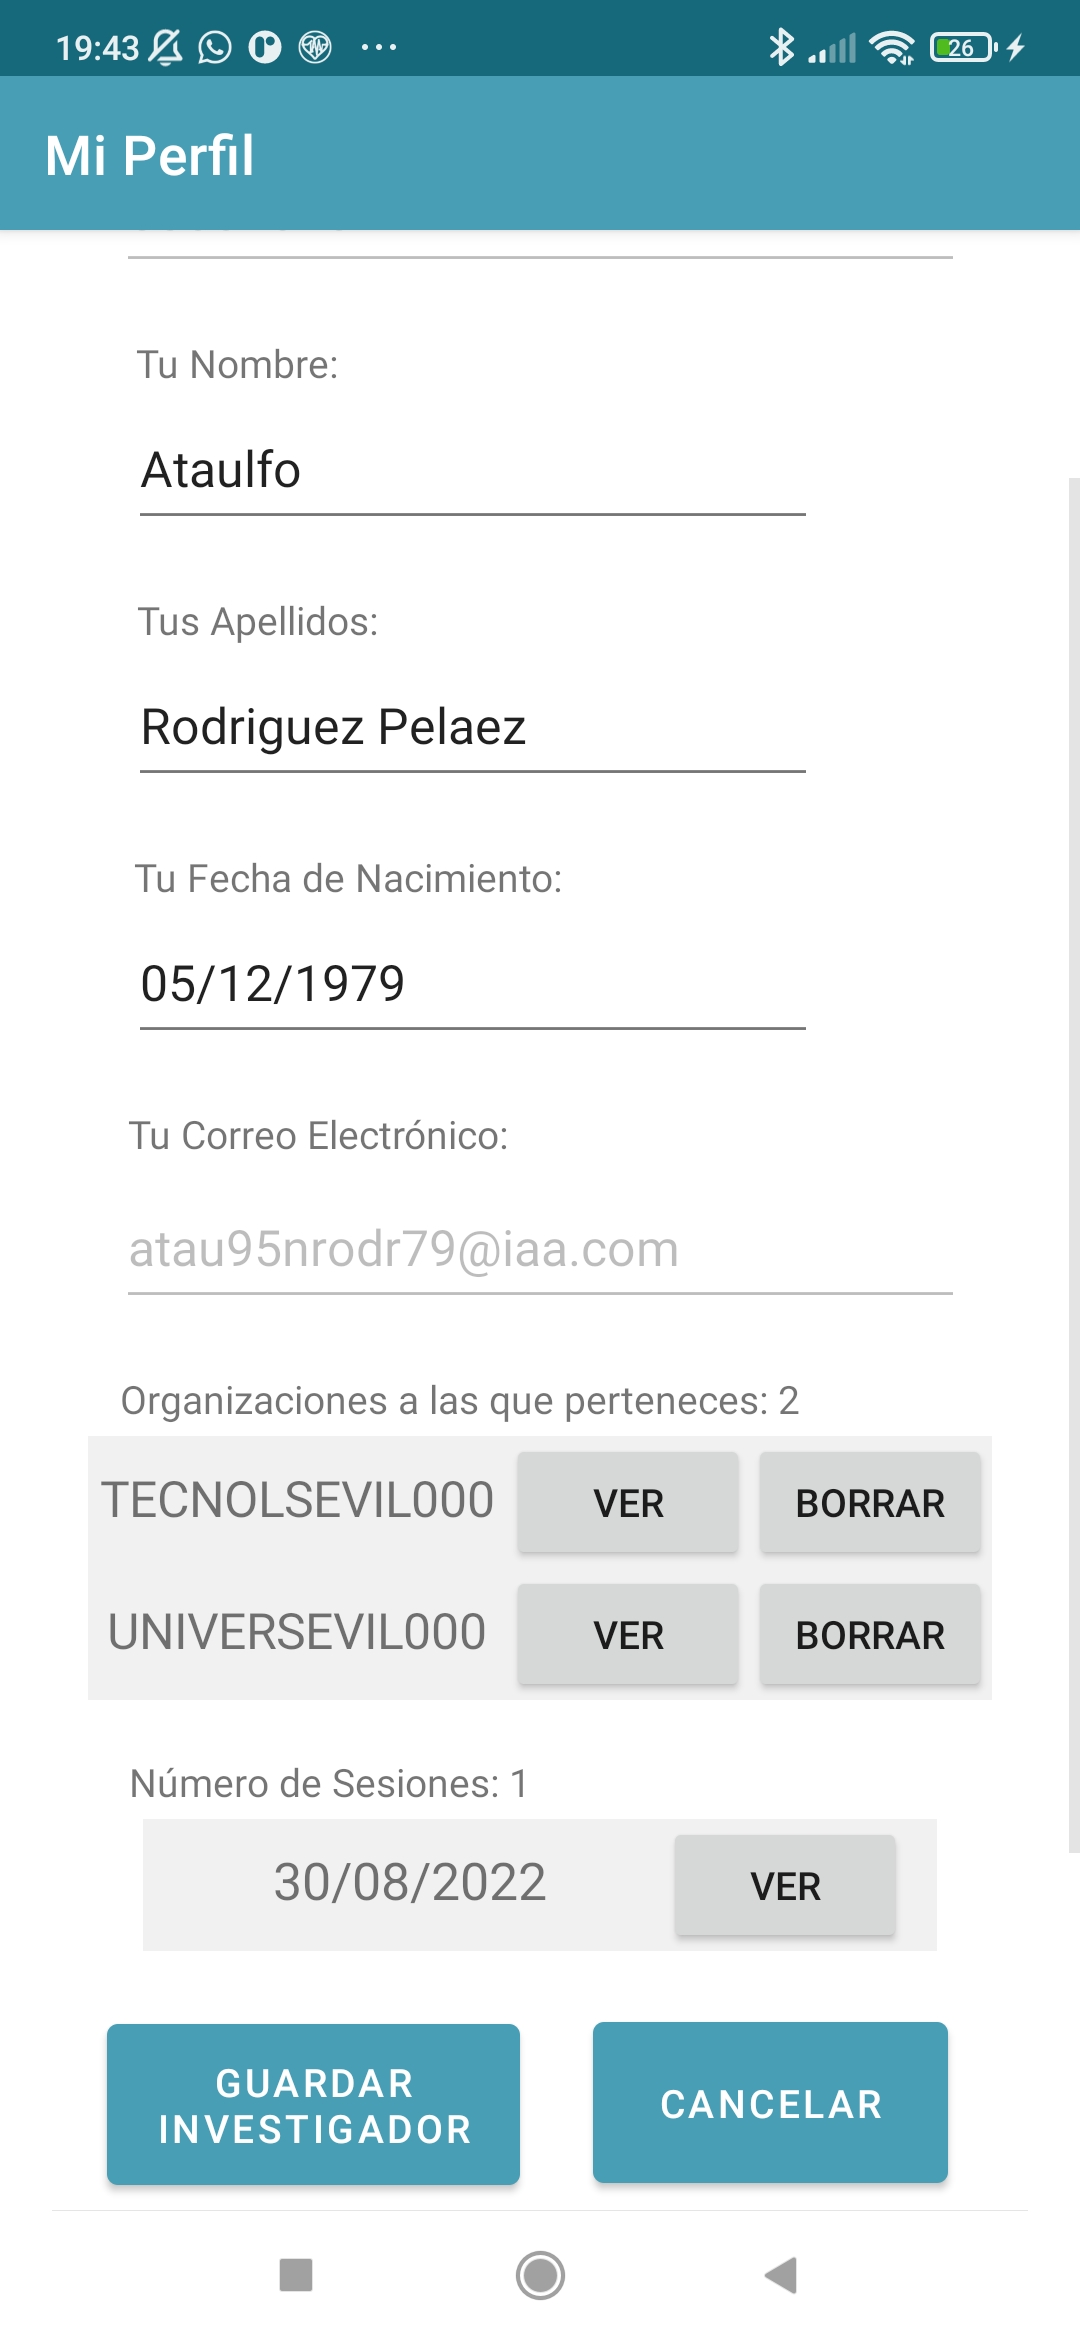 19:43
26
Mi Perfil
Tu Nombre:
Ataulfo
Tus Apellidos:
Rodriguez Pelaez
Tu Fecha de Nacimiento:
05/12/1979
Tu Correo Electrónico:
atau95nrodr79@iaa.com
Organizaciones a las que perteneces: 2
TECNOLSEVIL000 VER BORRAR
UNIVERSEVIL000 VER BORRAR
Número de Sesiones: 1
30/08/2022 VER
GUARDAR
INVESTIGADOR
CANCELAR